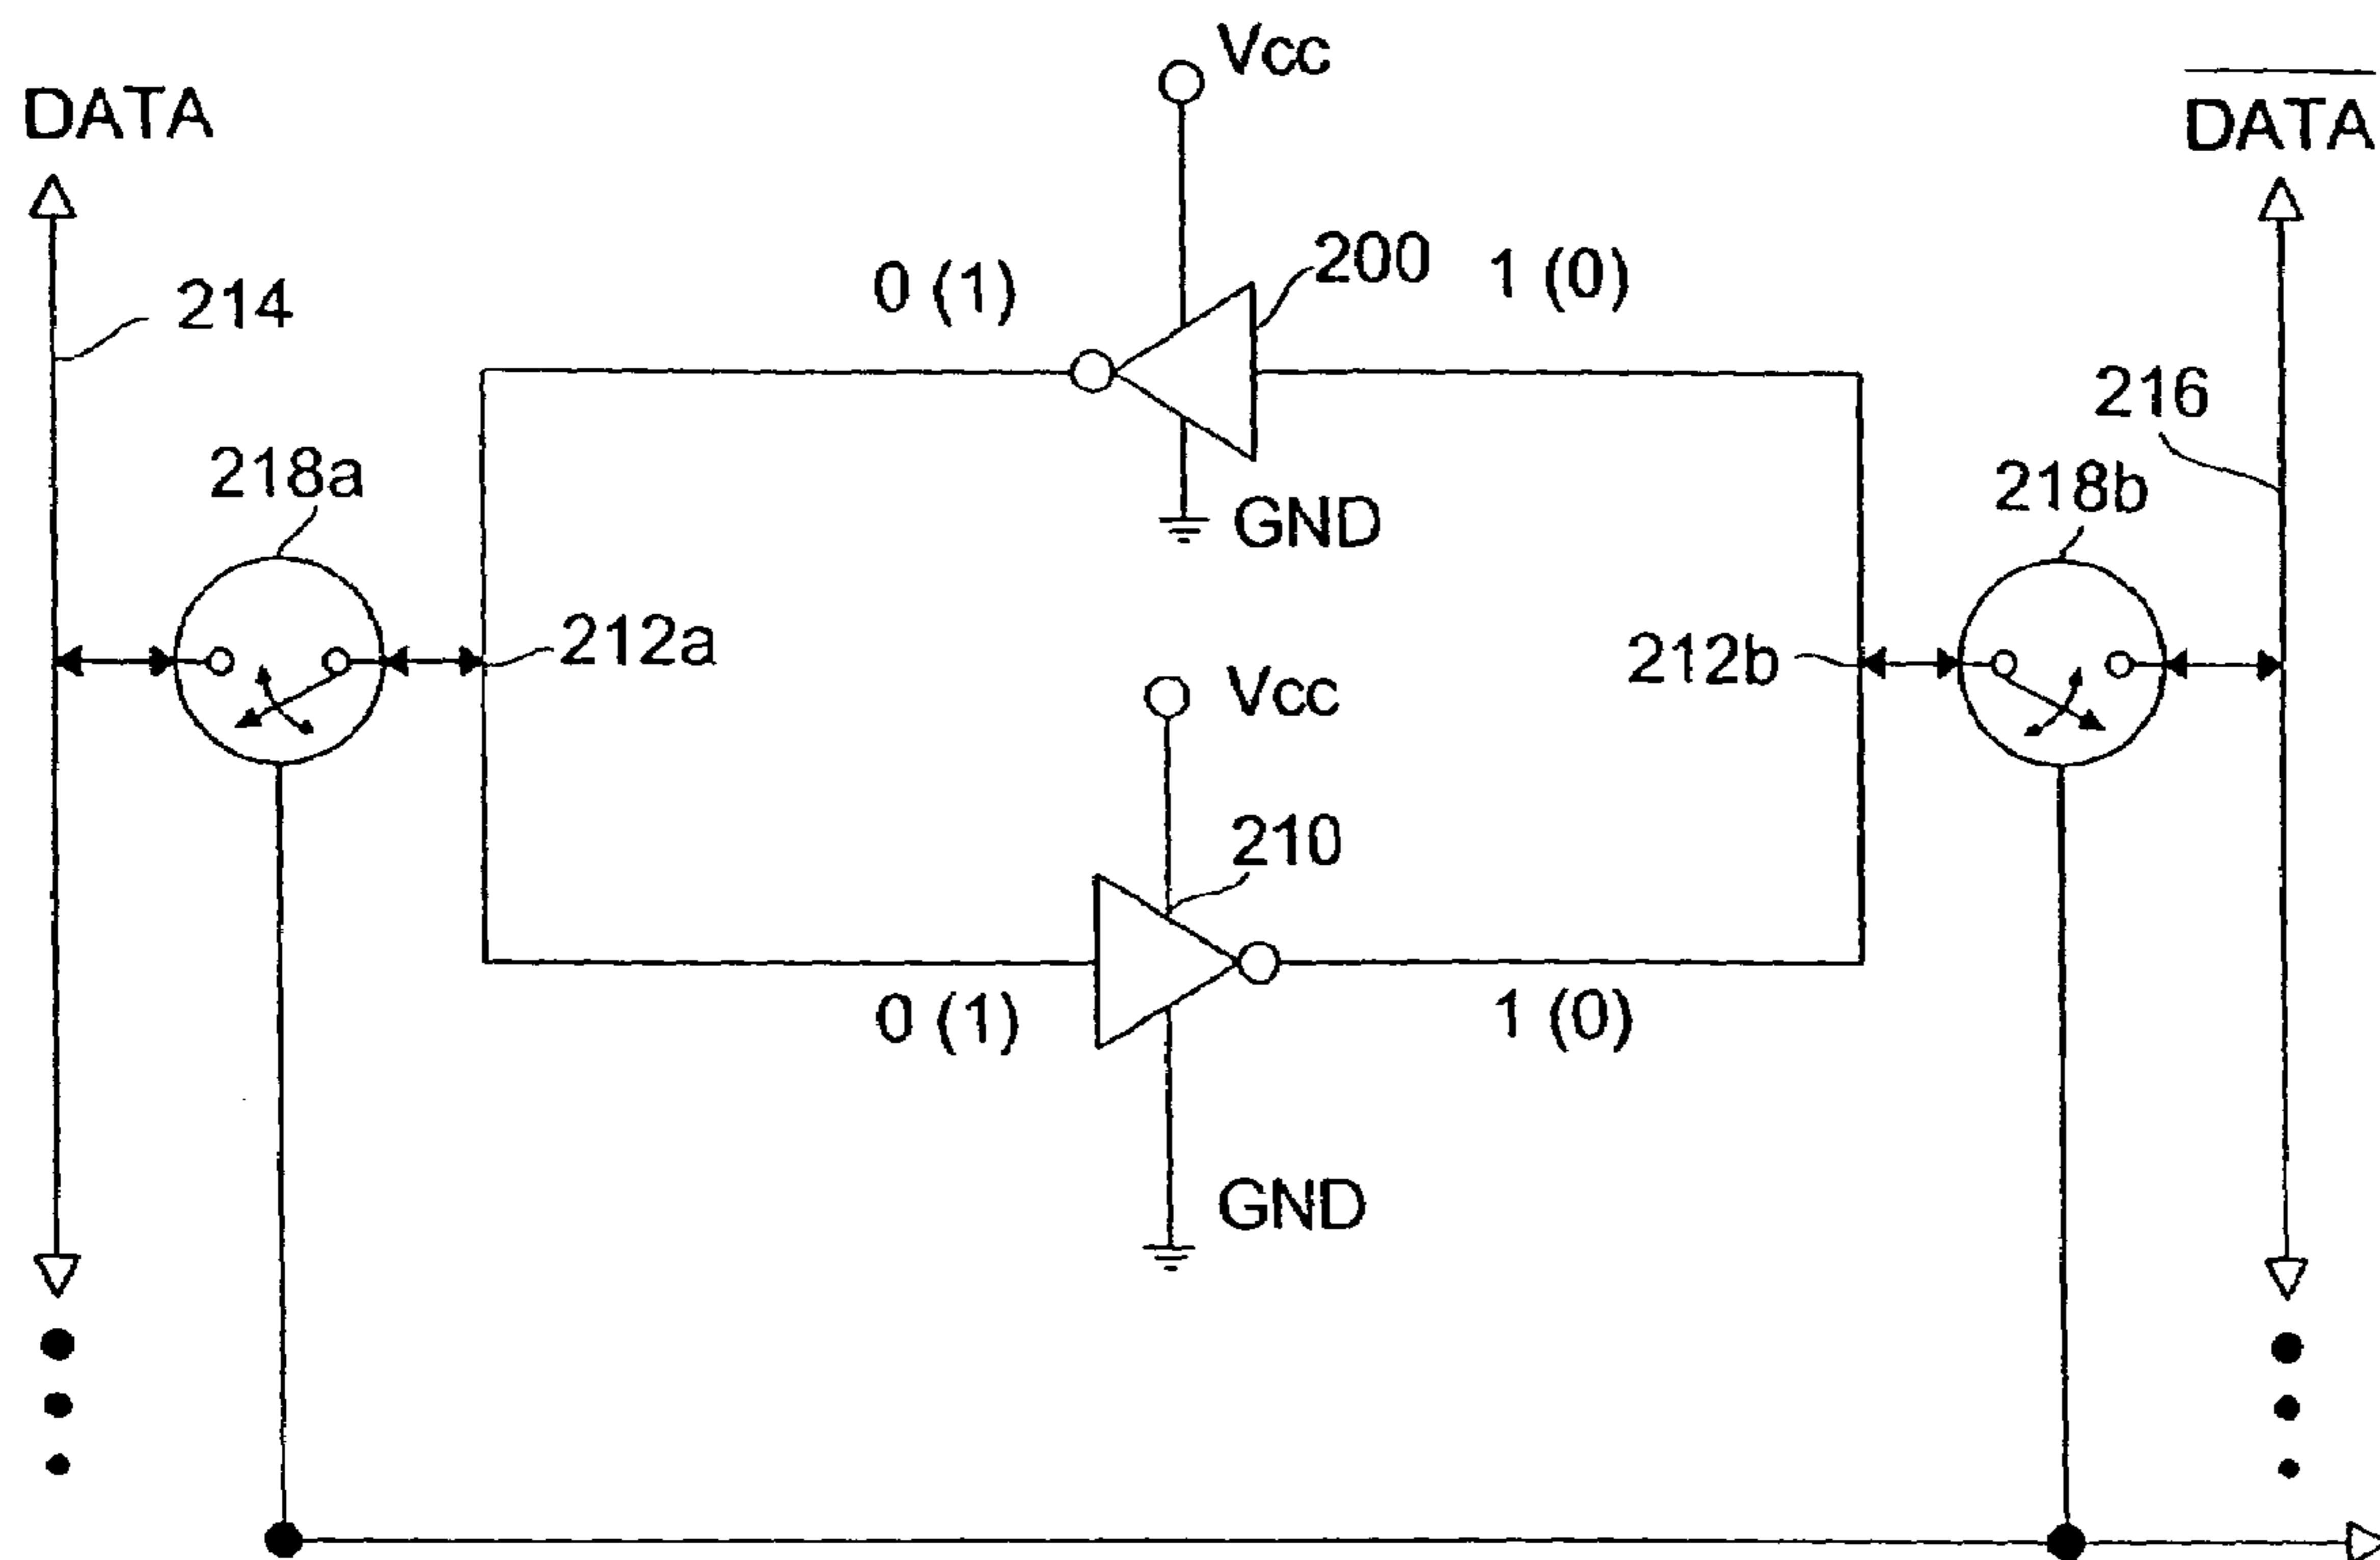 Vcc
DATA
D̅A̅T̅A̅
200
0 (1)
1 (0)
214
216
218a
218b
GND
212a
212b
Vcc
210
0 (1)
1 (0)
GND